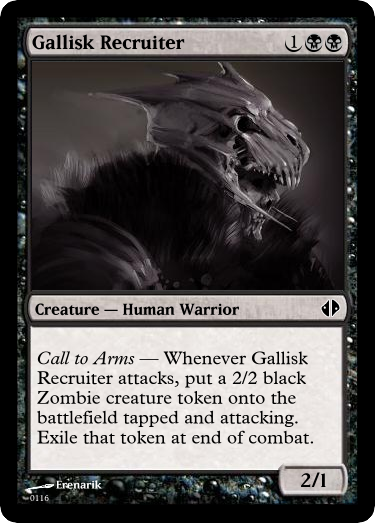 Gallisk Recruiter 1
Creature — Human Warrior
Call to Arms — Whenever Gallisk
Recruiter attacks, put a 2/2 black
Zombie creature token onto the
battlefield tapped and attacking.
Exile that token at end of combat.
2/1
Erenarik
0116